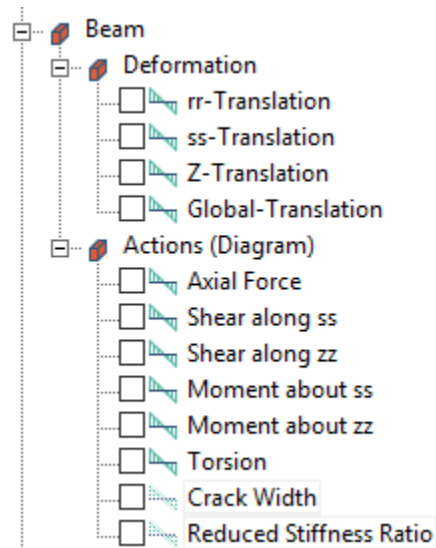 Beam
Deformation
rr-Translation
ss-Translation
Z-Translation
Global-Translation
Actions (Diagram)
Axial Force
Shear along ss
Shear along zz
Moment about ss
Moment about zz
Torsion
Crack Width
Reduced Stiffness Ratio